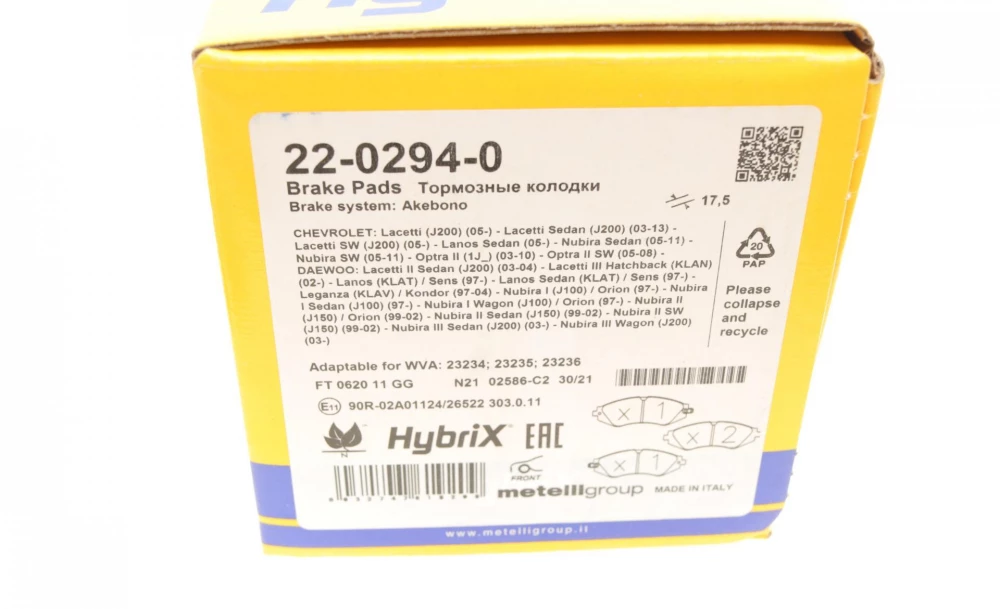 22-0294-0
Brake Pads Тормозные колодки
Brake system: Akebono
17,5
CHEVROLET: Lacetti (J200) (05-) - Lacetti Sedan (J200) (03-13) -
Lacetti SW (J200) (05-) - Lanos Sedan (05-) - Nubira Sedan (05-11) -
Nubira SW (05-11) - Optra II (1J_) (03-10) - Optra II SW (05-08) -
DAEWOO: Lacetti II Sedan (J200) (03-04) - Lacetti III Hatchback (KLAN)
(02-) - Lanos (KLAT) / Sens (97-) - Lanos Sedan (KLAT) / Sens (97-) -
Leganza (KLAV) / Kondor (97-04) - Nubira I (J100) / Orion (97-) - Nubira
I Sedan (J100) (97-) - Nubira I Wagon (J100) / Orion (97-) - Nubira II
(J150) / Orion (99-02) - Nubira II Sedan (J150) (99-02) - Nubira II SW
(J150) (99-02) - Nubira III Sedan (J200) (03-) - Nubira III Wagon (J200)
(03-)
20
PAP
Please
collapse
and
recycle
Adaptable for WVA: 23234; 23235; 23236
FT 0620 11 GG N21 02586-C2 30/21
E11 90R-02A01124/26522 303.0.11
x 1
x 2
x 1
N
HybriX EAC
FRONT
metelligroup MADE IN ITALY
www.metelligroup.it